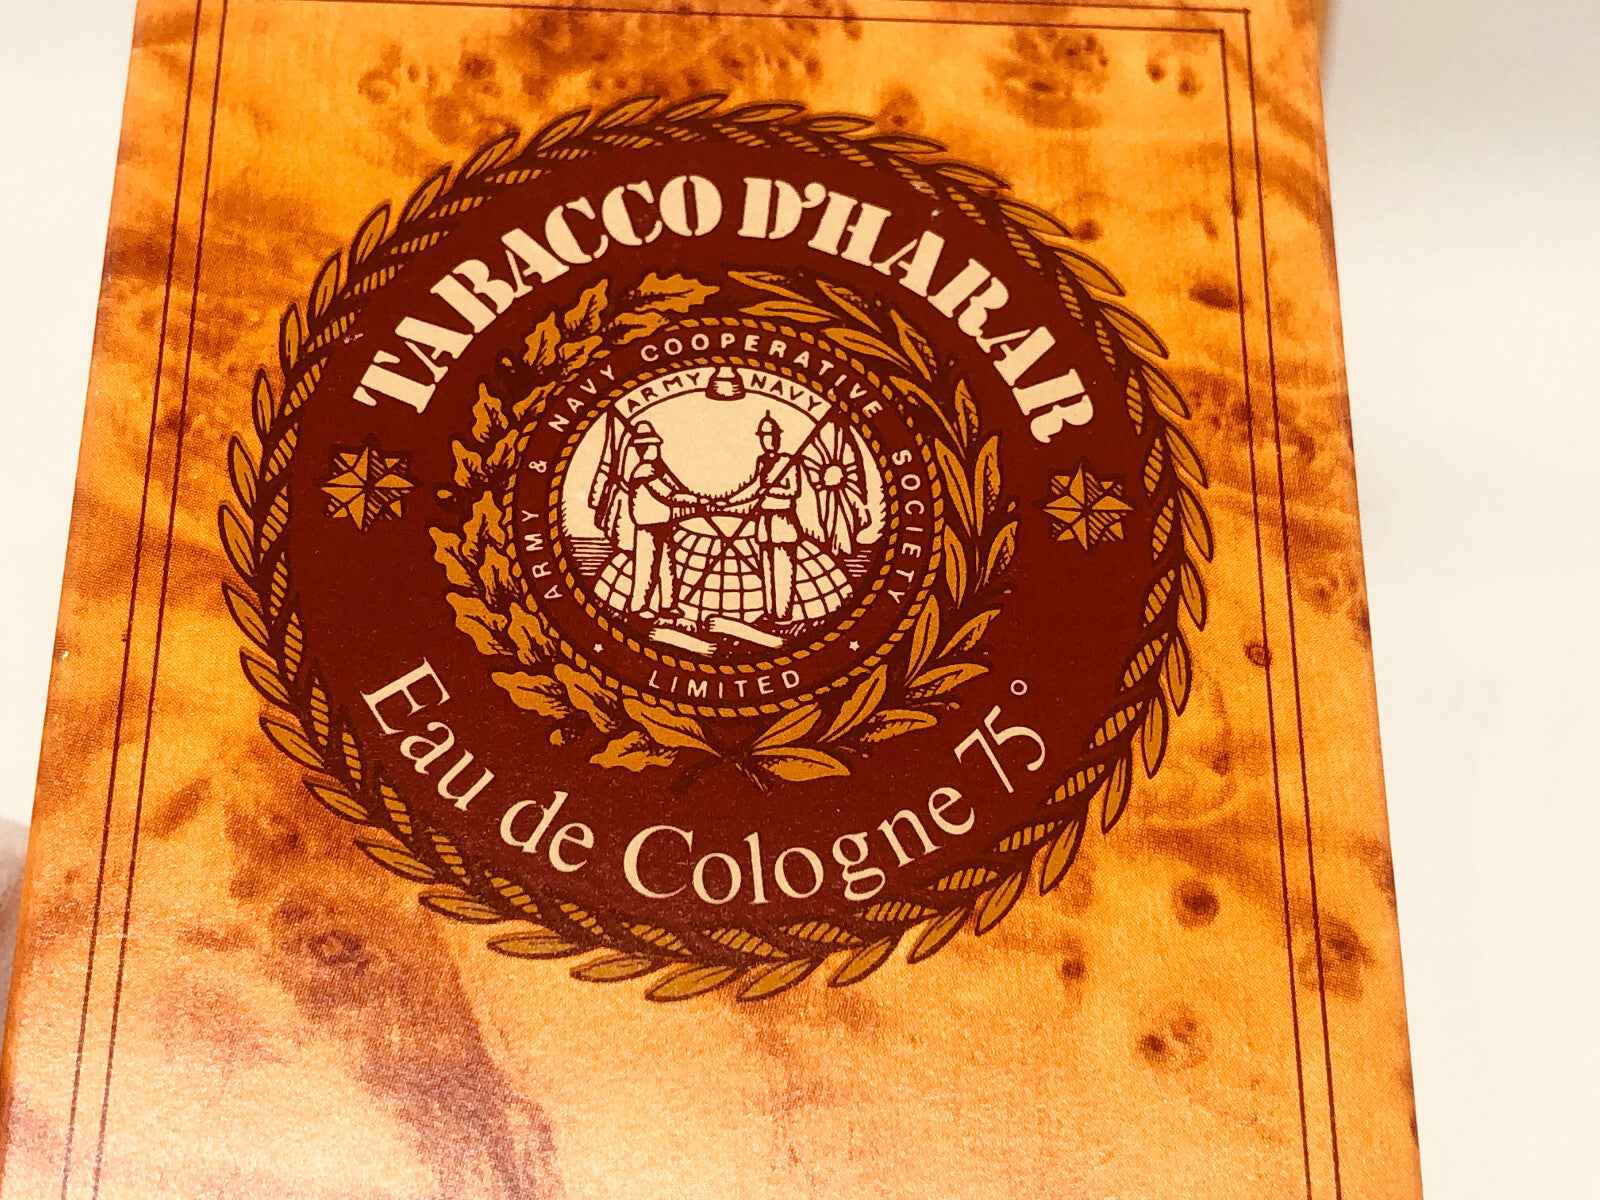 TABACCO D'HARAR
ARMY & NAVY COOPERATIVE SOCIETY
ARMY NAVY
LIMITED
Eau de Cologne 75°